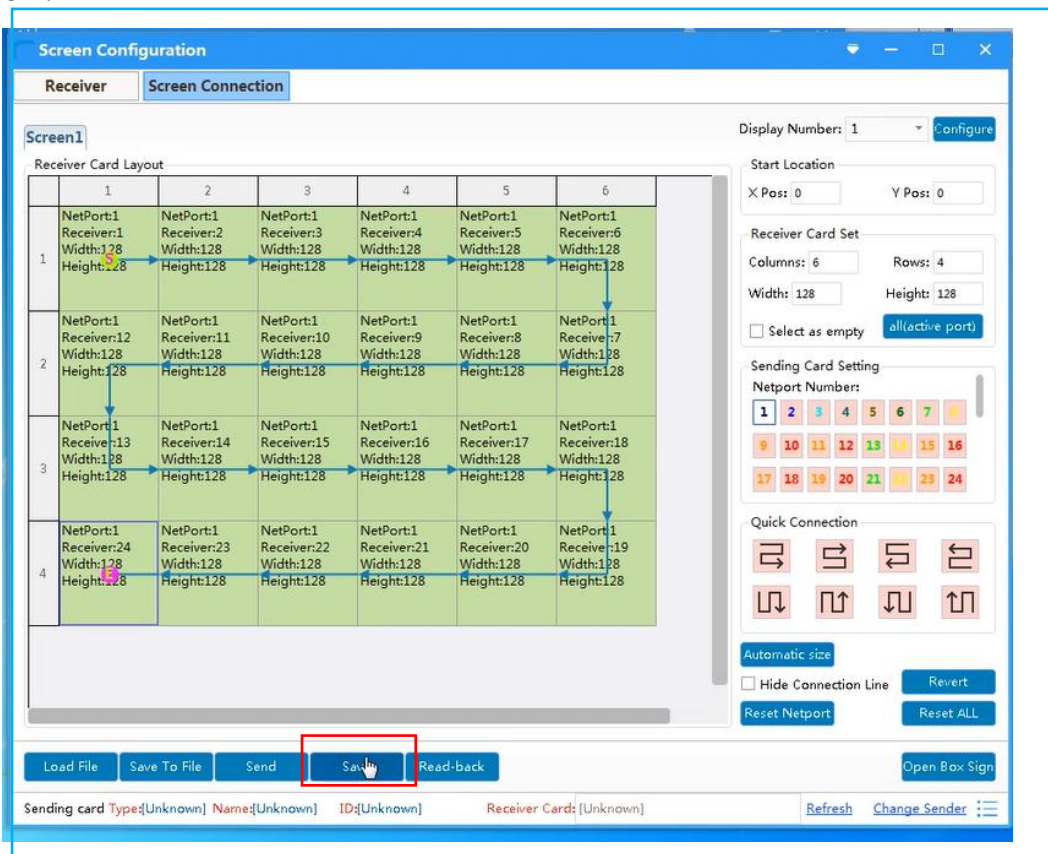 Screen Configuration
Receiver Screen Connection
Screen1
Display Number: 1 Configure
Receiver Card Layout
1 2 3 4 5 6
1
NetPort:1 NetPort:1 NetPort:1 NetPort:1 NetPort:1 NetPort:1
Receiver:1 Receiver:2 Receiver:3 Receiver:4 Receiver:5 Receiver:6
Width:128 Width:128 Width:128 Width:128 Width:128 Width:128
Height:128 Height:128 Height:128 Height:128 Height:128 Height:128
S
2
NetPort:1 NetPort:1 NetPort:1 NetPort:1 NetPort:1 NetPort:1
Receiver:12 Receiver:11 Receiver:10 Receiver:9 Receiver:8 Receiver:7
Width:128 Width:128 Width:128 Width:128 Width:128 Width:128
Height:128 Height:128 Height:128 Height:128 Height:128 Height:128
3
NetPort:1 NetPort:1 NetPort:1 NetPort:1 NetPort:1 NetPort:1
Receiver:13 Receiver:14 Receiver:15 Receiver:16 Receiver:17 Receiver:18
Width:128 Width:128 Width:128 Width:128 Width:128 Width:128
Height:128 Height:128 Height:128 Height:128 Height:128 Height:128
4
NetPort:1 NetPort:1 NetPort:1 NetPort:1 NetPort:1 NetPort:1
Receiver:24 Receiver:23 Receiver:22 Receiver:21 Receiver:20 Receiver:19
Width:128 Width:128 Width:128 Width:128 Width:128 Width:128
Height:128 Height:128 Height:128 Height:128 Height:128 Height:128
E
Start Location
X Pos: 0 Y Pos: 0
Receiver Card Set
Columns: 6 Rows: 4
Width: 128 Height: 128
Select as empty all(active port)
Sending Card Setting
Netport Number:
1 2 3 4 5 6 7 8
9 10 11 12 13 14 15 16
17 18 19 20 21 22 23 24
Quick Connection
Automatic size
Hide Connection Line Revert
Reset Netport Reset ALL
Load File Save To File Send Save Read-back Open Box Sign
Sending card Type:[Unknown] Name:[Unknown] ID:[Unknown] Receiver Card: [Unknown] Refresh Change Sender